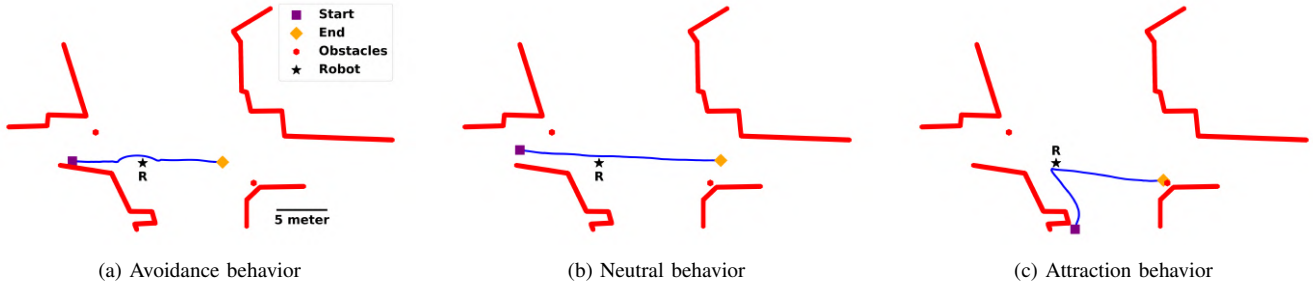 Start
End
Obstacles
Robot
R
5 meter
R
R
(a) Avoidance behavior
(b) Neutral behavior
(c) Attraction behavior